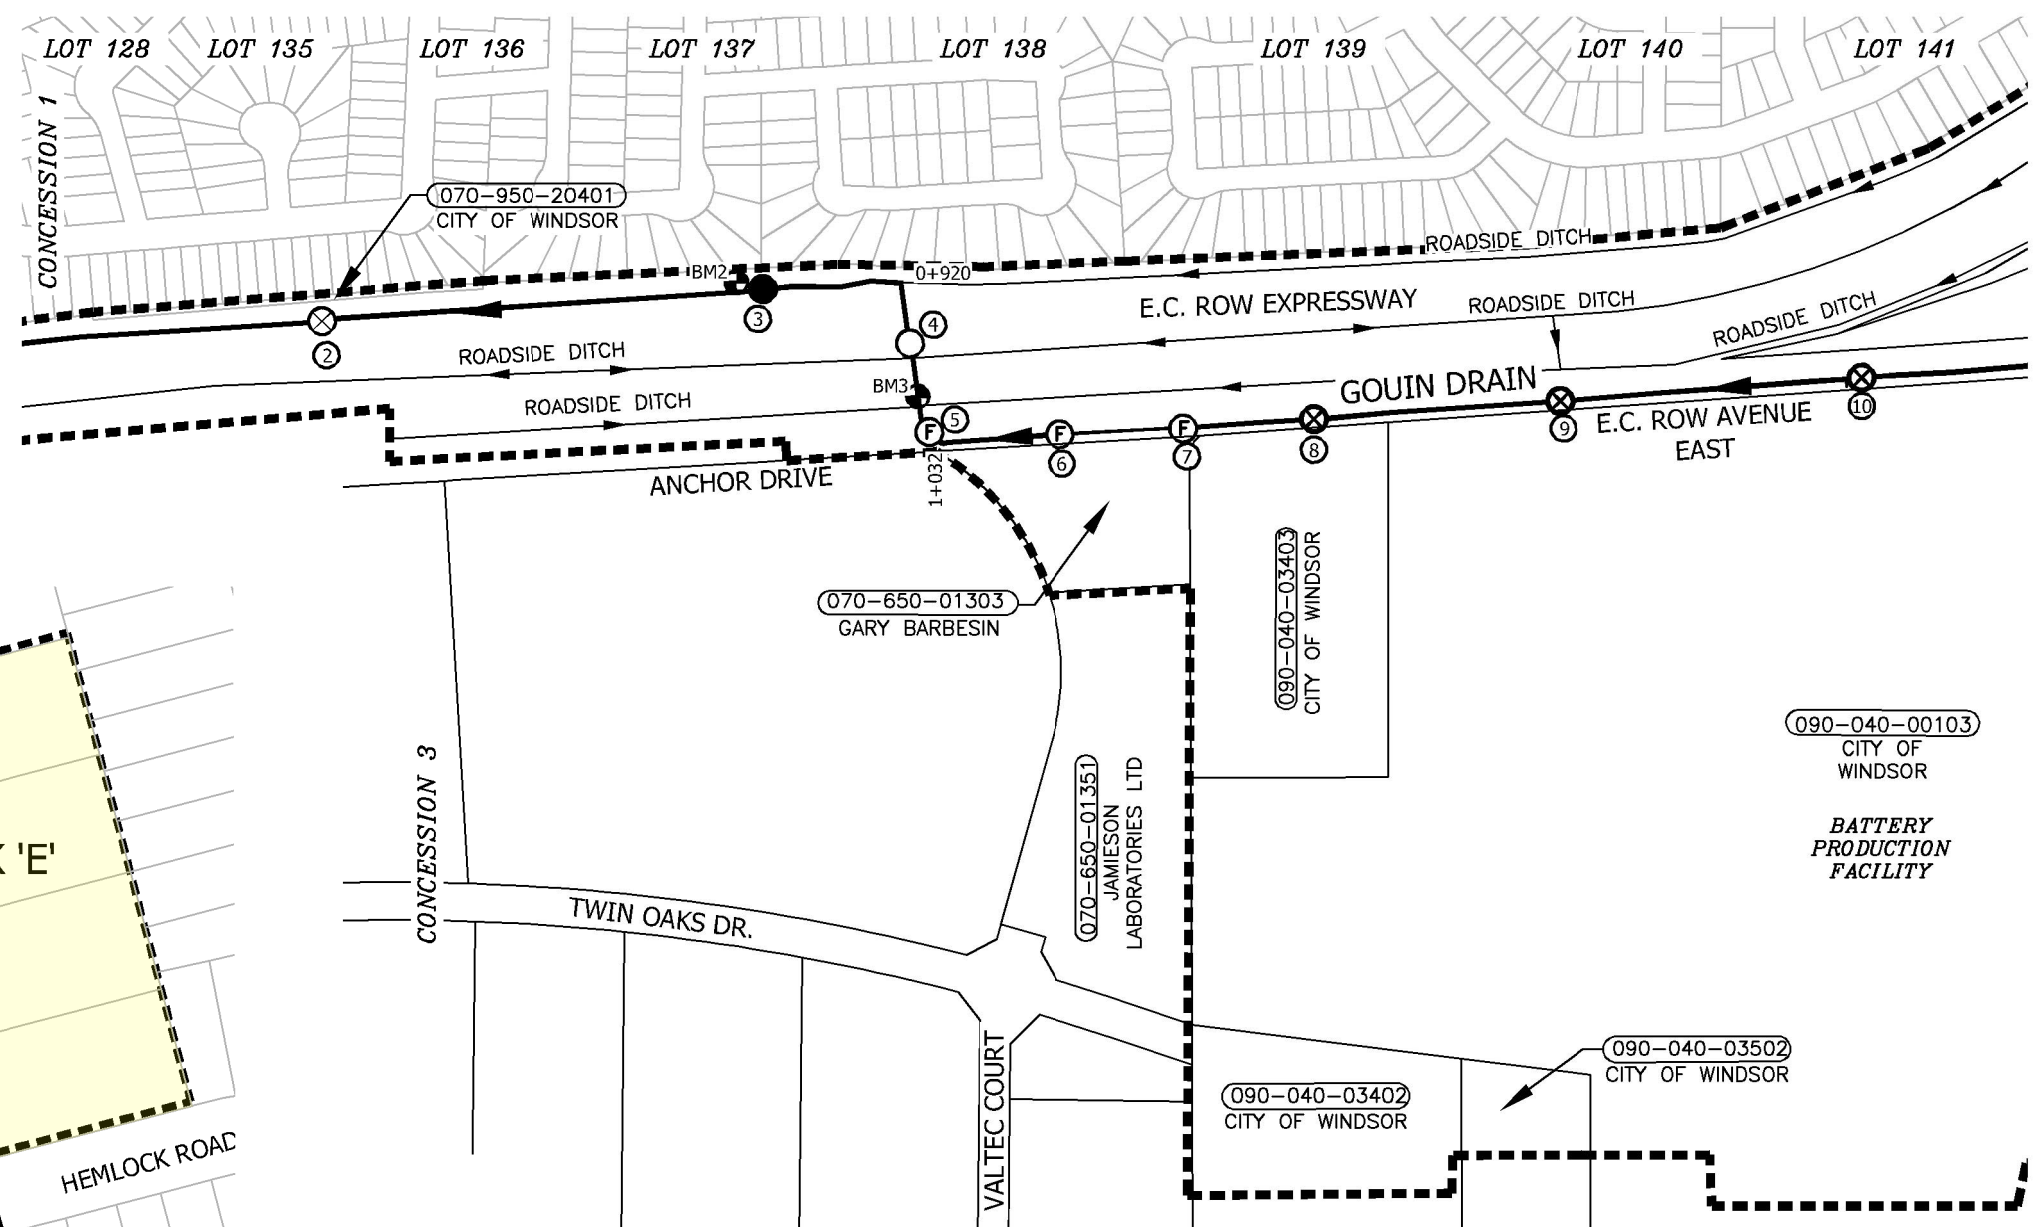 LOT 128
LOT 135
LOT 136
LOT 137
LOT 138
LOT 139
LOT 140
LOT 141
CONCESSION 1
070-950-20401
CITY OF WINDSOR
ROADSIDE DITCH
BM2
0+920
E.C. ROW EXPRESSWAY
ROADSIDE DITCH
ROADSIDE DITCH
3
4
2
ROADSIDE DITCH
BM3
GOUIN DRAIN
ROADSIDE DITCH
5
F
F
F
6
7
8
9
10
E.C. ROW AVENUE
EAST
ANCHOR DRIVE
1+032
070-650-01303
GARY BARBESIN
090-040-03403
CITY OF WINDSOR
090-040-00103
CITY OF
WINDSOR
BATTERY
PRODUCTION
FACILITY
CONCESSION 3
070-650-01351
JAMIESON
LABORATORIES LTD
'E'
TWIN OAKS DR.
090-040-03502
CITY OF WINDSOR
090-040-03402
CITY OF WINDSOR
VALTEC COURT
HEMLOCK ROAD